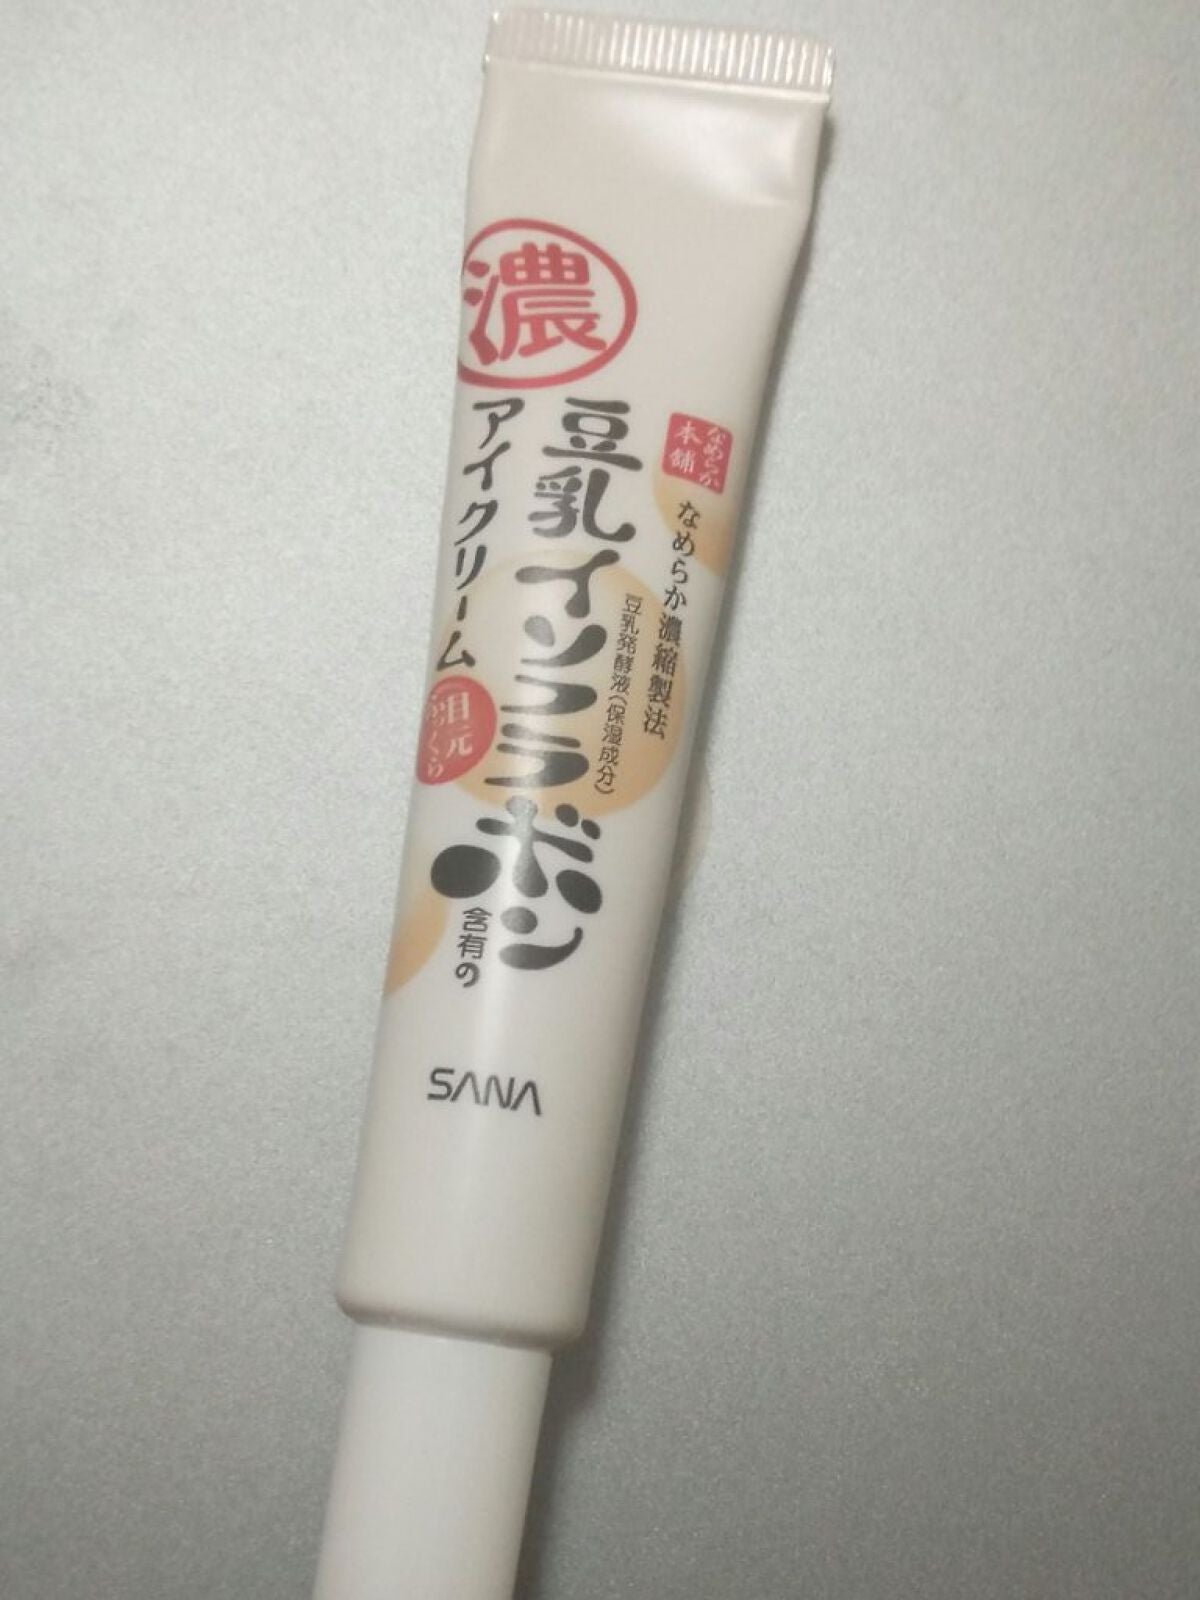 濃
なめらか
本舗
なめらか濃縮製法
豆乳発酵液(保湿成分)
豆乳イソフラボン
含有の
アイクリーム
目元
ふっくら
SANA